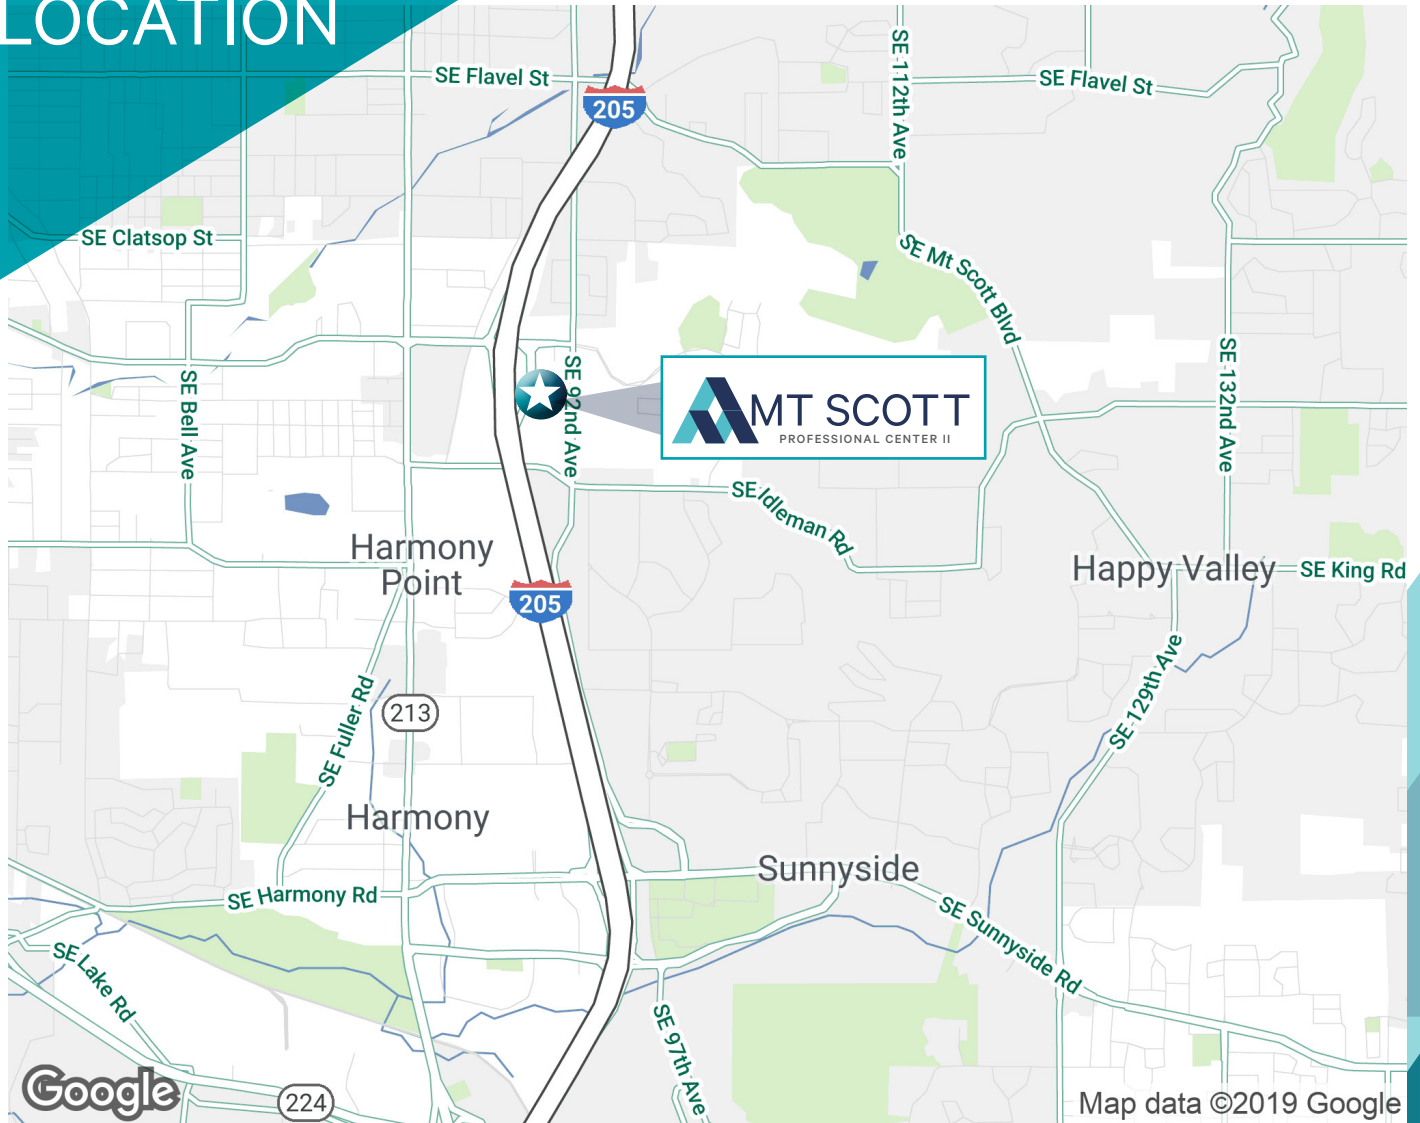 LOCATION
SE Flavel St
205
SE 112th Ave
SE Flavel St
SE Clatsop St
SE Mt Scott Blvd
SE Bell Ave
SE 92nd Ave
MT SCOTT
PROFESSIONAL CENTER II
SE 132nd Ave
SE Idleman Rd
Harmony
Point
205
Happy Valley
SE King Rd
SE Fuller Rd
213
SE 129th Ave
Harmony
Sunnyside
SE Harmony Rd
SE Sunnyside Rd
SE Lake Rd
SE 97th Ave
Google
224
Map data ©2019 Google